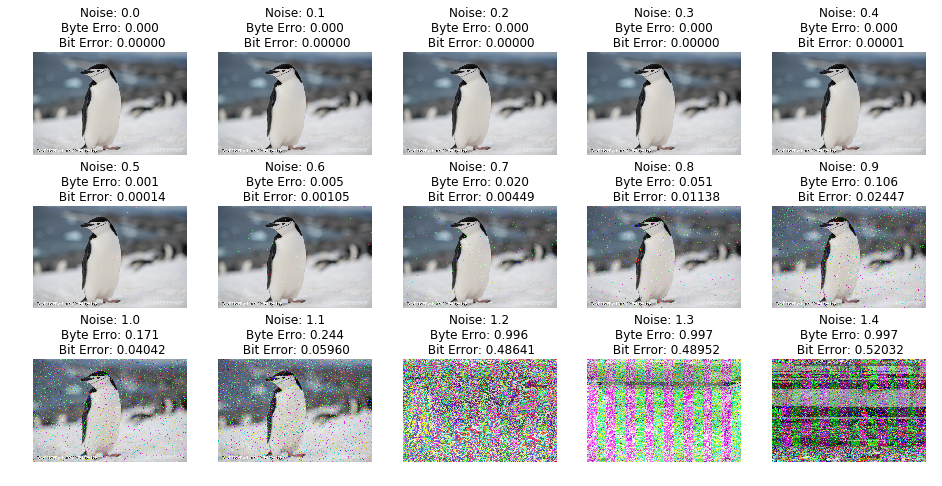 Noise: 0.0
Byte Erro: 0.000
Bit Error: 0.00000
Noise: 0.1
Byte Erro: 0.000
Bit Error: 0.00000
Noise: 0.2
Byte Erro: 0.000
Bit Error: 0.00000
Noise: 0.3
Byte Erro: 0.000
Bit Error: 0.00000
Noise: 0.4
Byte Erro: 0.000
Bit Error: 0.00001
Noise: 0.5
Byte Erro: 0.001
Bit Error: 0.00014
Noise: 0.6
Byte Erro: 0.005
Bit Error: 0.00105
Noise: 0.7
Byte Erro: 0.020
Bit Error: 0.00449
Noise: 0.8
Byte Erro: 0.051
Bit Error: 0.01138
Noise: 0.9
Byte Erro: 0.106
Bit Error: 0.02447
Noise: 1.0
Byte Erro: 0.171
Bit Error: 0.04042
Noise: 1.1
Byte Erro: 0.244
Bit Error: 0.05960
Noise: 1.2
Byte Erro: 0.996
Bit Error: 0.48641
Noise: 1.3
Byte Erro: 0.997
Bit Error: 0.48952
Noise: 1.4
Byte Erro: 0.997
Bit Error: 0.52032